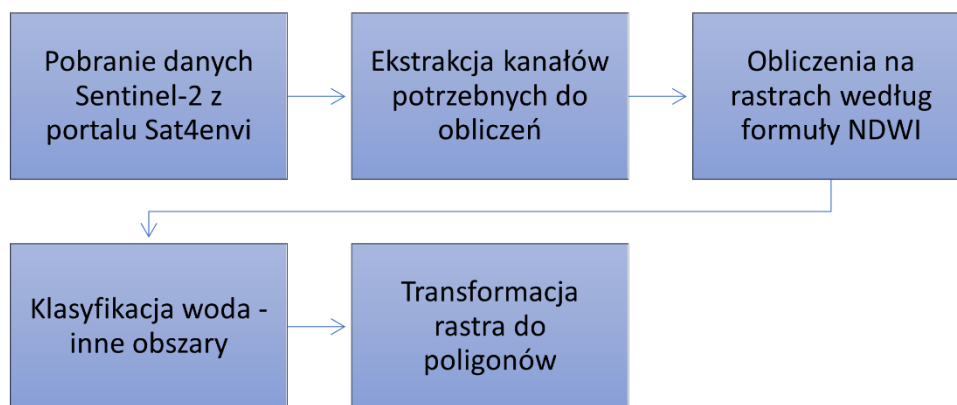 Pobranie danych
Sentinel-2 z
portalu Sat4envi
Ekstrakcja kanałów
potrzebnych do
obliczeń
Obliczenia na
rastrach według
formuły NDWI
Klasyfikacja woda -
inne obszary
Transformacja
rastra do
poligonów